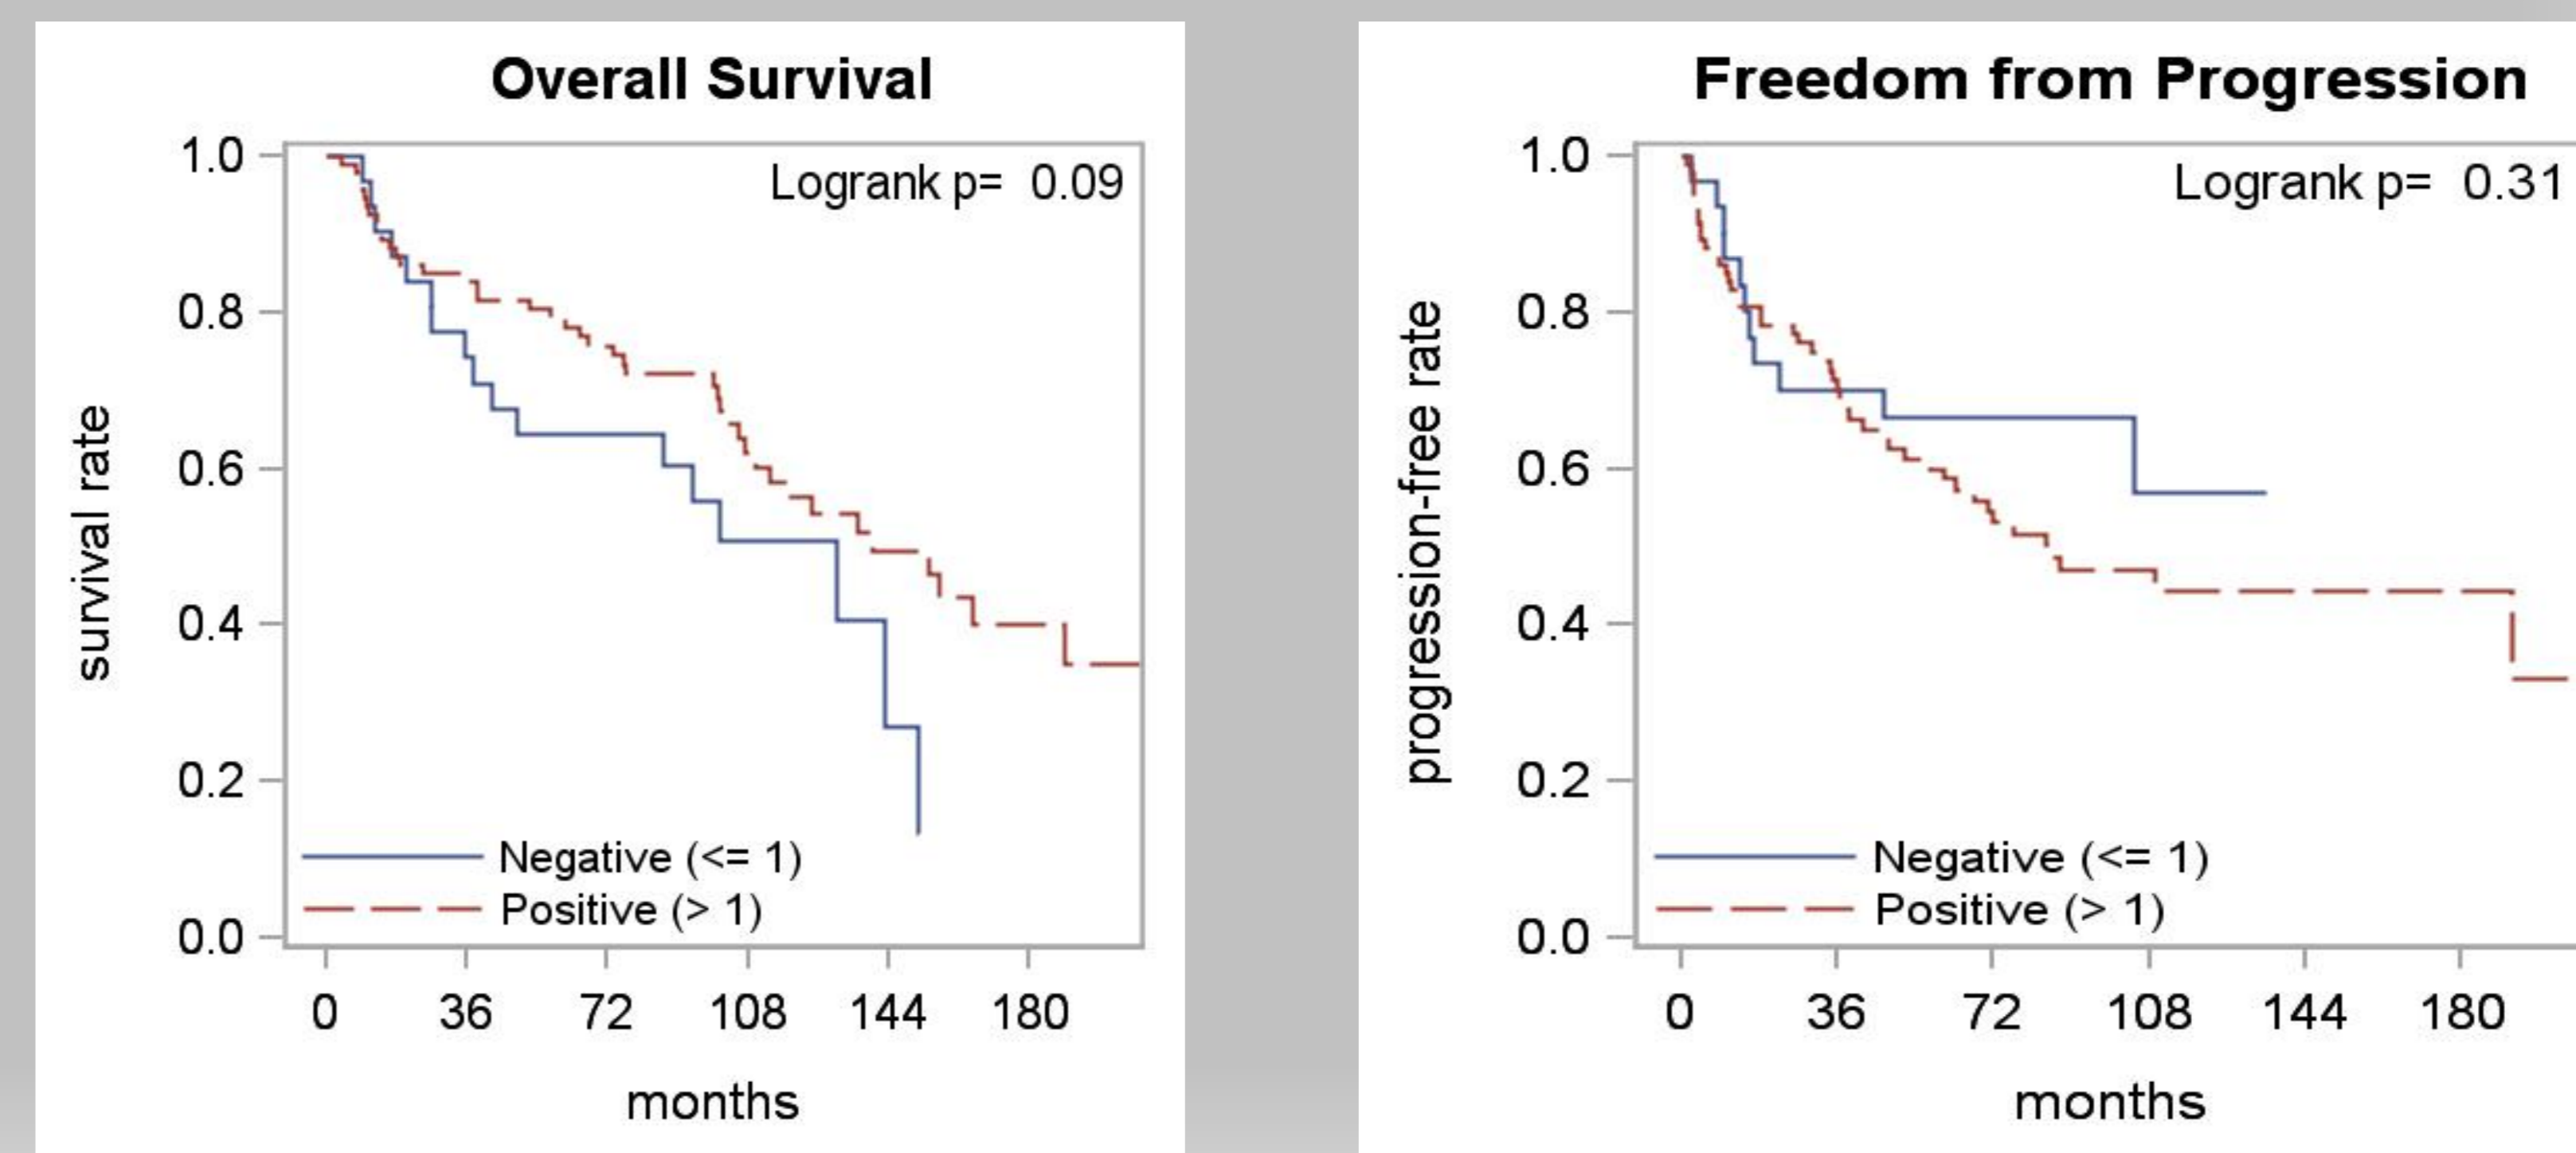 Overall Survival
Logrank p= 0.09
survival rate
1.0
0.8
0.6
0.4
0.2
0.0
Negative (<= 1)
Positive (> 1)
0 36 72 108 144 180
months
Freedom from Progression
Logrank p= 0.31
progression-free rate
1.0
0.8
0.6
0.4
0.2
0.0
Negative (<= 1)
Positive (> 1)
0 36 72 108 144 180
months